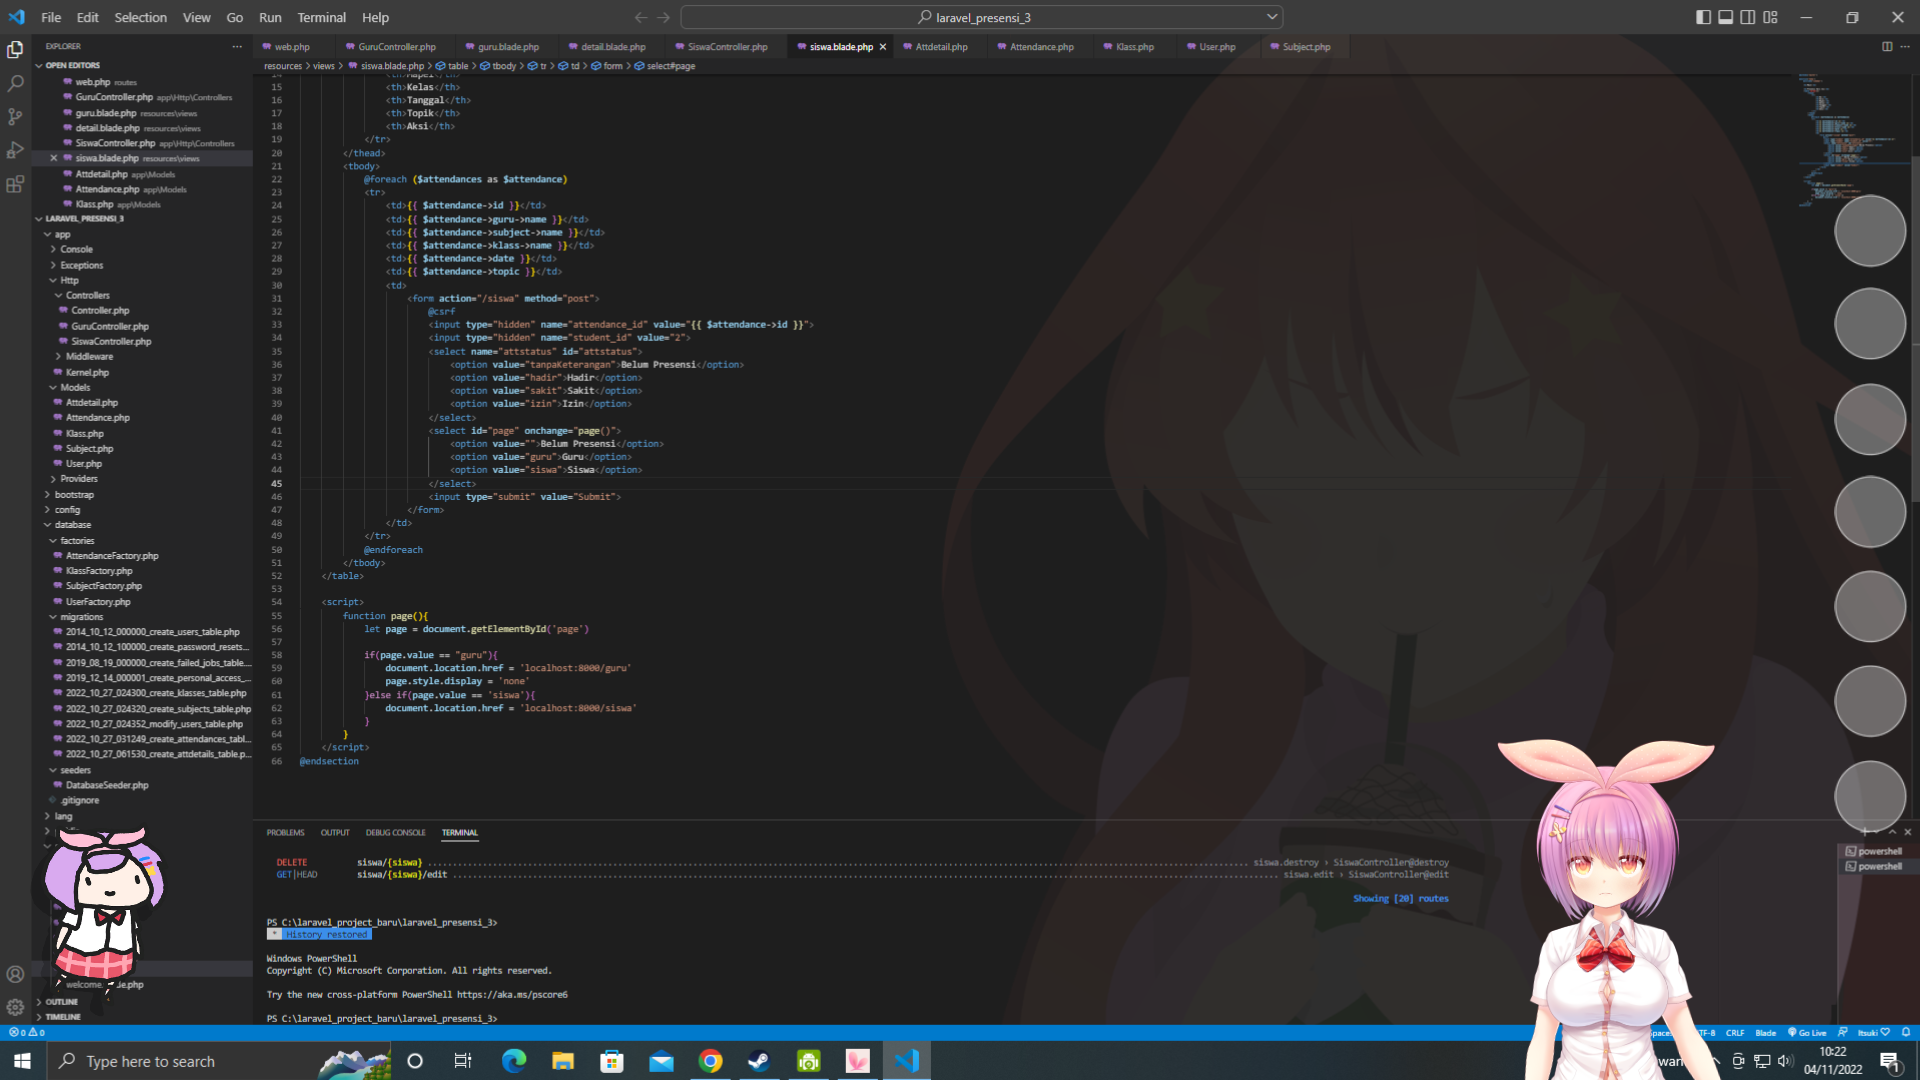 File Edit Selection View Go Run Terminal Help
laravel_presensi_3
EXPLORER
OPEN EDITORS
web.php routes
GuruController.php app\Http\Controllers
guru.blade.php resources\views
detail.blade.php resources\views
SiswaController.php app\Http\Controllers
siswa.blade.php resources\views
Attdetail.php app\Models
Attendance.php app\Models
Klass.php app\Models
LARAVEL_PRESENSI_3
app
Console
Exceptions
Http
Controllers
Controller.php
GuruController.php
SiswaController.php
Middleware
Kernel.php
Models
Attdetail.php
Attendance.php
Klass.php
Subject.php
User.php
Providers
bootstrap
config
database
factories
AttendanceFactory.php
KlassFactory.php
SubjectFactory.php
UserFactory.php
migrations
2014_10_12_000000_create_users_table.php
2014_10_12_100000_create_password_resets...
2019_08_19_000000_create_failed_jobs_table....
2019_12_14_000001_create_personal_access_...
2022_10_27_024300_create_klasses_table.php
2022_10_27_024320_create_subjects_table.php
2022_10_27_024352_modify_users_table.php
2022_10_27_031249_create_attendances_tabl...
2022_10_27_061530_create_attdetails_table.p...
seeders
DatabaseSeeder.php
.gitignore
lang
OUTLINE
TIMELINE
web.php GuruController.php guru.blade.php detail.blade.php SiswaController.php siswa.blade.php Attdetail.php Attendance.php Klass.php User.php Subject.php
resources > views > siswa.blade.php > table > tbody > tr > td > form > select#page
14 <th>Mapel</th>
15 <th>Kelas</th>
16 <th>Tanggal</th>
17 <th>Topik</th>
18 <th>Aksi</th>
19 </tr>
20 </thead>
21 <tbody>
22 @foreach ($attendances as $attendance)
23 <tr>
24 <td>{{ $attendance->id }}</td>
25 <td>{{ $attendance->guru->name }}</td>
26 <td>{{ $attendance->subject->name }}</td>
27 <td>{{ $attendance->klass->name }}</td>
28 <td>{{ $attendance->date }}</td>
29 <td>{{ $attendance->topic }}</td>
30 <td>
31 <form action="/siswa" method="post">
32 @csrf
33 <input type="hidden" name="attendance_id" value="{{ $attendance->id }}">
34 <input type="hidden" name="student_id" value="2">
35 <select name="attstatus" id="attstatus">
36 <option value="tanpaKeterangan">Belum Presensi</option>
37 <option value="hadir">Hadir</option>
38 <option value="sakit">Sakit</option>
39 <option value="izin">Izin</option>
40 </select>
41 <select id="page" onchange="page()">
42 <option value="">Belum Presensi</option>
43 <option value="guru">Guru</option>
44 <option value="siswa">Siswa</option>
45 </select>
46 <input type="submit" value="Submit">
47 </form>
48 </td>
49 </tr>
50 @endforeach
51 </tbody>
52 </table>
53
54 <script>
55 function page(){
56 let page = document.getElementById('page')
57
58 if(page.value == "guru"){
59 document.location.href = 'localhost:8000/guru'
60 page.style.display = 'none'
61 }else if(page.value == 'siswa'){
62 document.location.href = 'localhost:8000/siswa'
63 }
64 }
65 </script>
66 @endsection
PROBLEMS OUTPUT DEBUG CONSOLE TERMINAL
DELETE siswa/{siswa} siswa.destroy › SiswaController@destroy
GET|HEAD siswa/{siswa}/edit siswa.edit › SiswaController@edit
Showing [20] routes
PS C:\laravel_project_baru\laravel_presensi_3>
* History restored
Windows PowerShell
Copyright (C) Microsoft Corporation. All rights reserved.
Try the new cross-platform PowerShell https://aka.ms/pscore6
PS C:\laravel_project_baru\laravel_presensi_3>
powershell
powershell
0 0 CRLF Blade Go Live Itsuki
Type here to search
10:22
04/11/2022
1